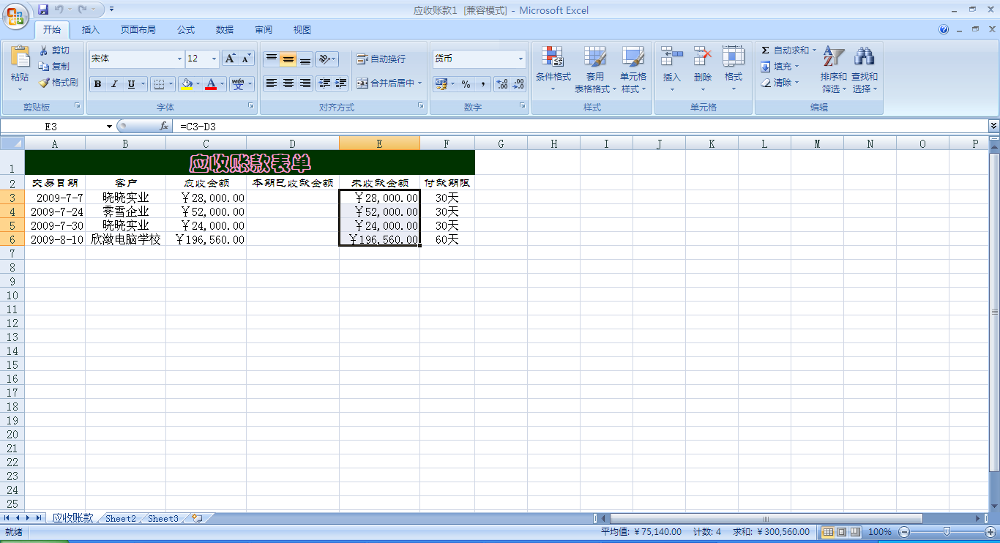 应收账款1 [兼容模式] - Microsoft Excel
开始 插入 页面布局 公式 数据 审阅 视图
粘贴 剪切 复制 格式刷 剪贴板
宋体 12 B I U A wén 变 字体
自动换行 合并后居中 对齐方式
货币 % , 数字
条件格式 套用表格格式 单元格样式 样式
插入 删除 格式 单元格
Σ 自动求和 填充 清除 排序和筛选 查找和选择 编辑
E3 fx =C3-D3
A B C D E F G H I J K L M N O P
1 应收账款表单
2 交易日期 客户 应收金额 本期已收款金额 未收款金额 付款期限
3 2009-7-7 晓晓实业 ￥28,000.00 ￥28,000.00 30天
4 2009-7-24 霁雪企业 ￥52,000.00 ￥52,000.00 30天
5 2009-7-30 晓晓实业 ￥24,000.00 ￥24,000.00 30天
6 2009-8-10 欣潋电脑学校 ￥196,560.00 ￥196,560.00 60天
7
8
9
10
11
12
13
14
15
16
17
18
19
20
21
22
23
24
25
应收账款 Sheet2 Sheet3
就绪 平均值: ￥75,140.00 计数: 4 求和: ￥300,560.00 100%